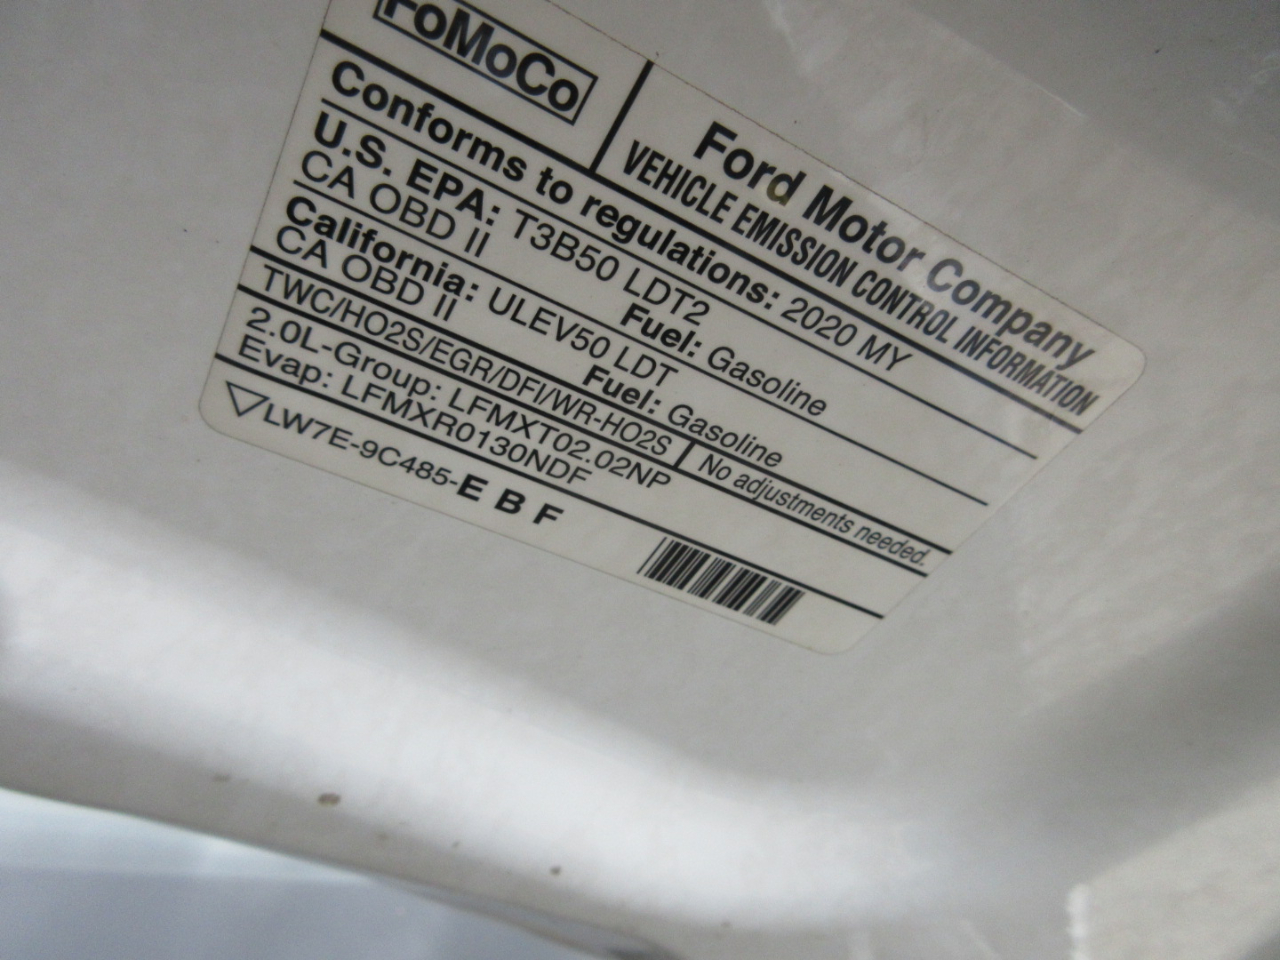 FoMoCo
Ford Motor Company
VEHICLE EMISSION CONTROL INFORMATION
Conforms to regulations: 2020 MY
U.S. EPA: T3B50 LDT2
CA OBD II Fuel: Gasoline
California: ULEV50 LDT
CA OBD II Fuel: Gasoline
TWC/HO2S/EGR/DFI/WR-HO2S No adjustments needed.
2.0L-Group: LFMXT02.02NP
Evap: LFMXR0130NDF
LW7E-9C485-E B F